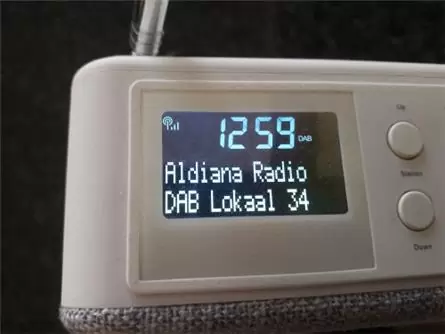 12 59 DAB
Aldiana Radio
DAB Lokaal 34
Up
Station
Down